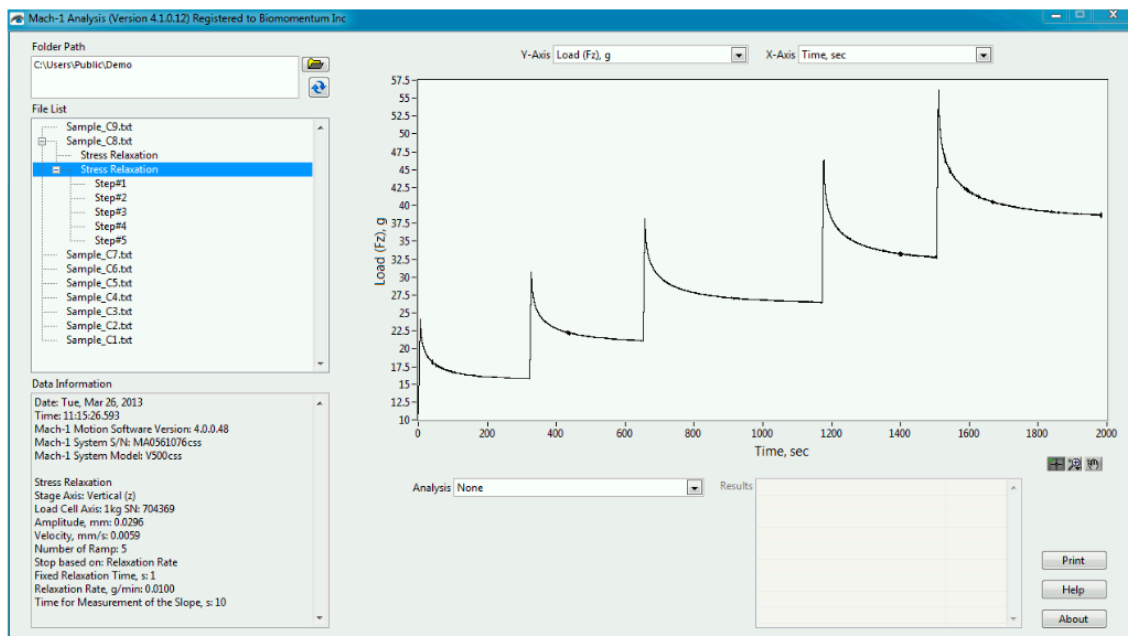 Mach-1 Analysis (Version 4.1.0.12) Registered to Biomomentum Inc
Folder Path
C:\Users\Public\Demo
File List
Sample_C9.txt
Sample_C8.txt
Stress Relaxation
Stress Relaxation
Step#1
Step#2
Step#3
Step#4
Step#5
Sample_C7.txt
Sample_C6.txt
Sample_C5.txt
Sample_C4.txt
Sample_C3.txt
Sample_C2.txt
Sample_C1.txt
Data Information
Date: Tue, Mar 26, 2013
Time: 11:15:26.593
Mach-1 Motion Software Version: 4.0.0.48
Mach-1 System S/N: MA0561076css
Mach-1 System Model: V500css
Stress Relaxation
Stage Axis: Vertical (z)
Load Cell Axis: 1kg SN: 704369
Amplitude, mm: 0.0296
Velocity, mm/s: 0.0059
Number of Ramp: 5
Stop based on: Relaxation Rate
Fixed Relaxation Time, s: 1
Relaxation Rate, g/min: 0.0100
Time for Measurement of the Slope, s: 10
Y-Axis Load (Fz), g X-Axis Time, sec
57.5
55
52.5
50
47.5
45
42.5
40
37.5
35
32.5
30
27.5
25
22.5
20
17.5
15
12.5
10
Load (Fz), g
0 200 400 600 800 1000 1200 1400 1600 1800 2000
Time, sec
Analysis None Results
Print
Help
About